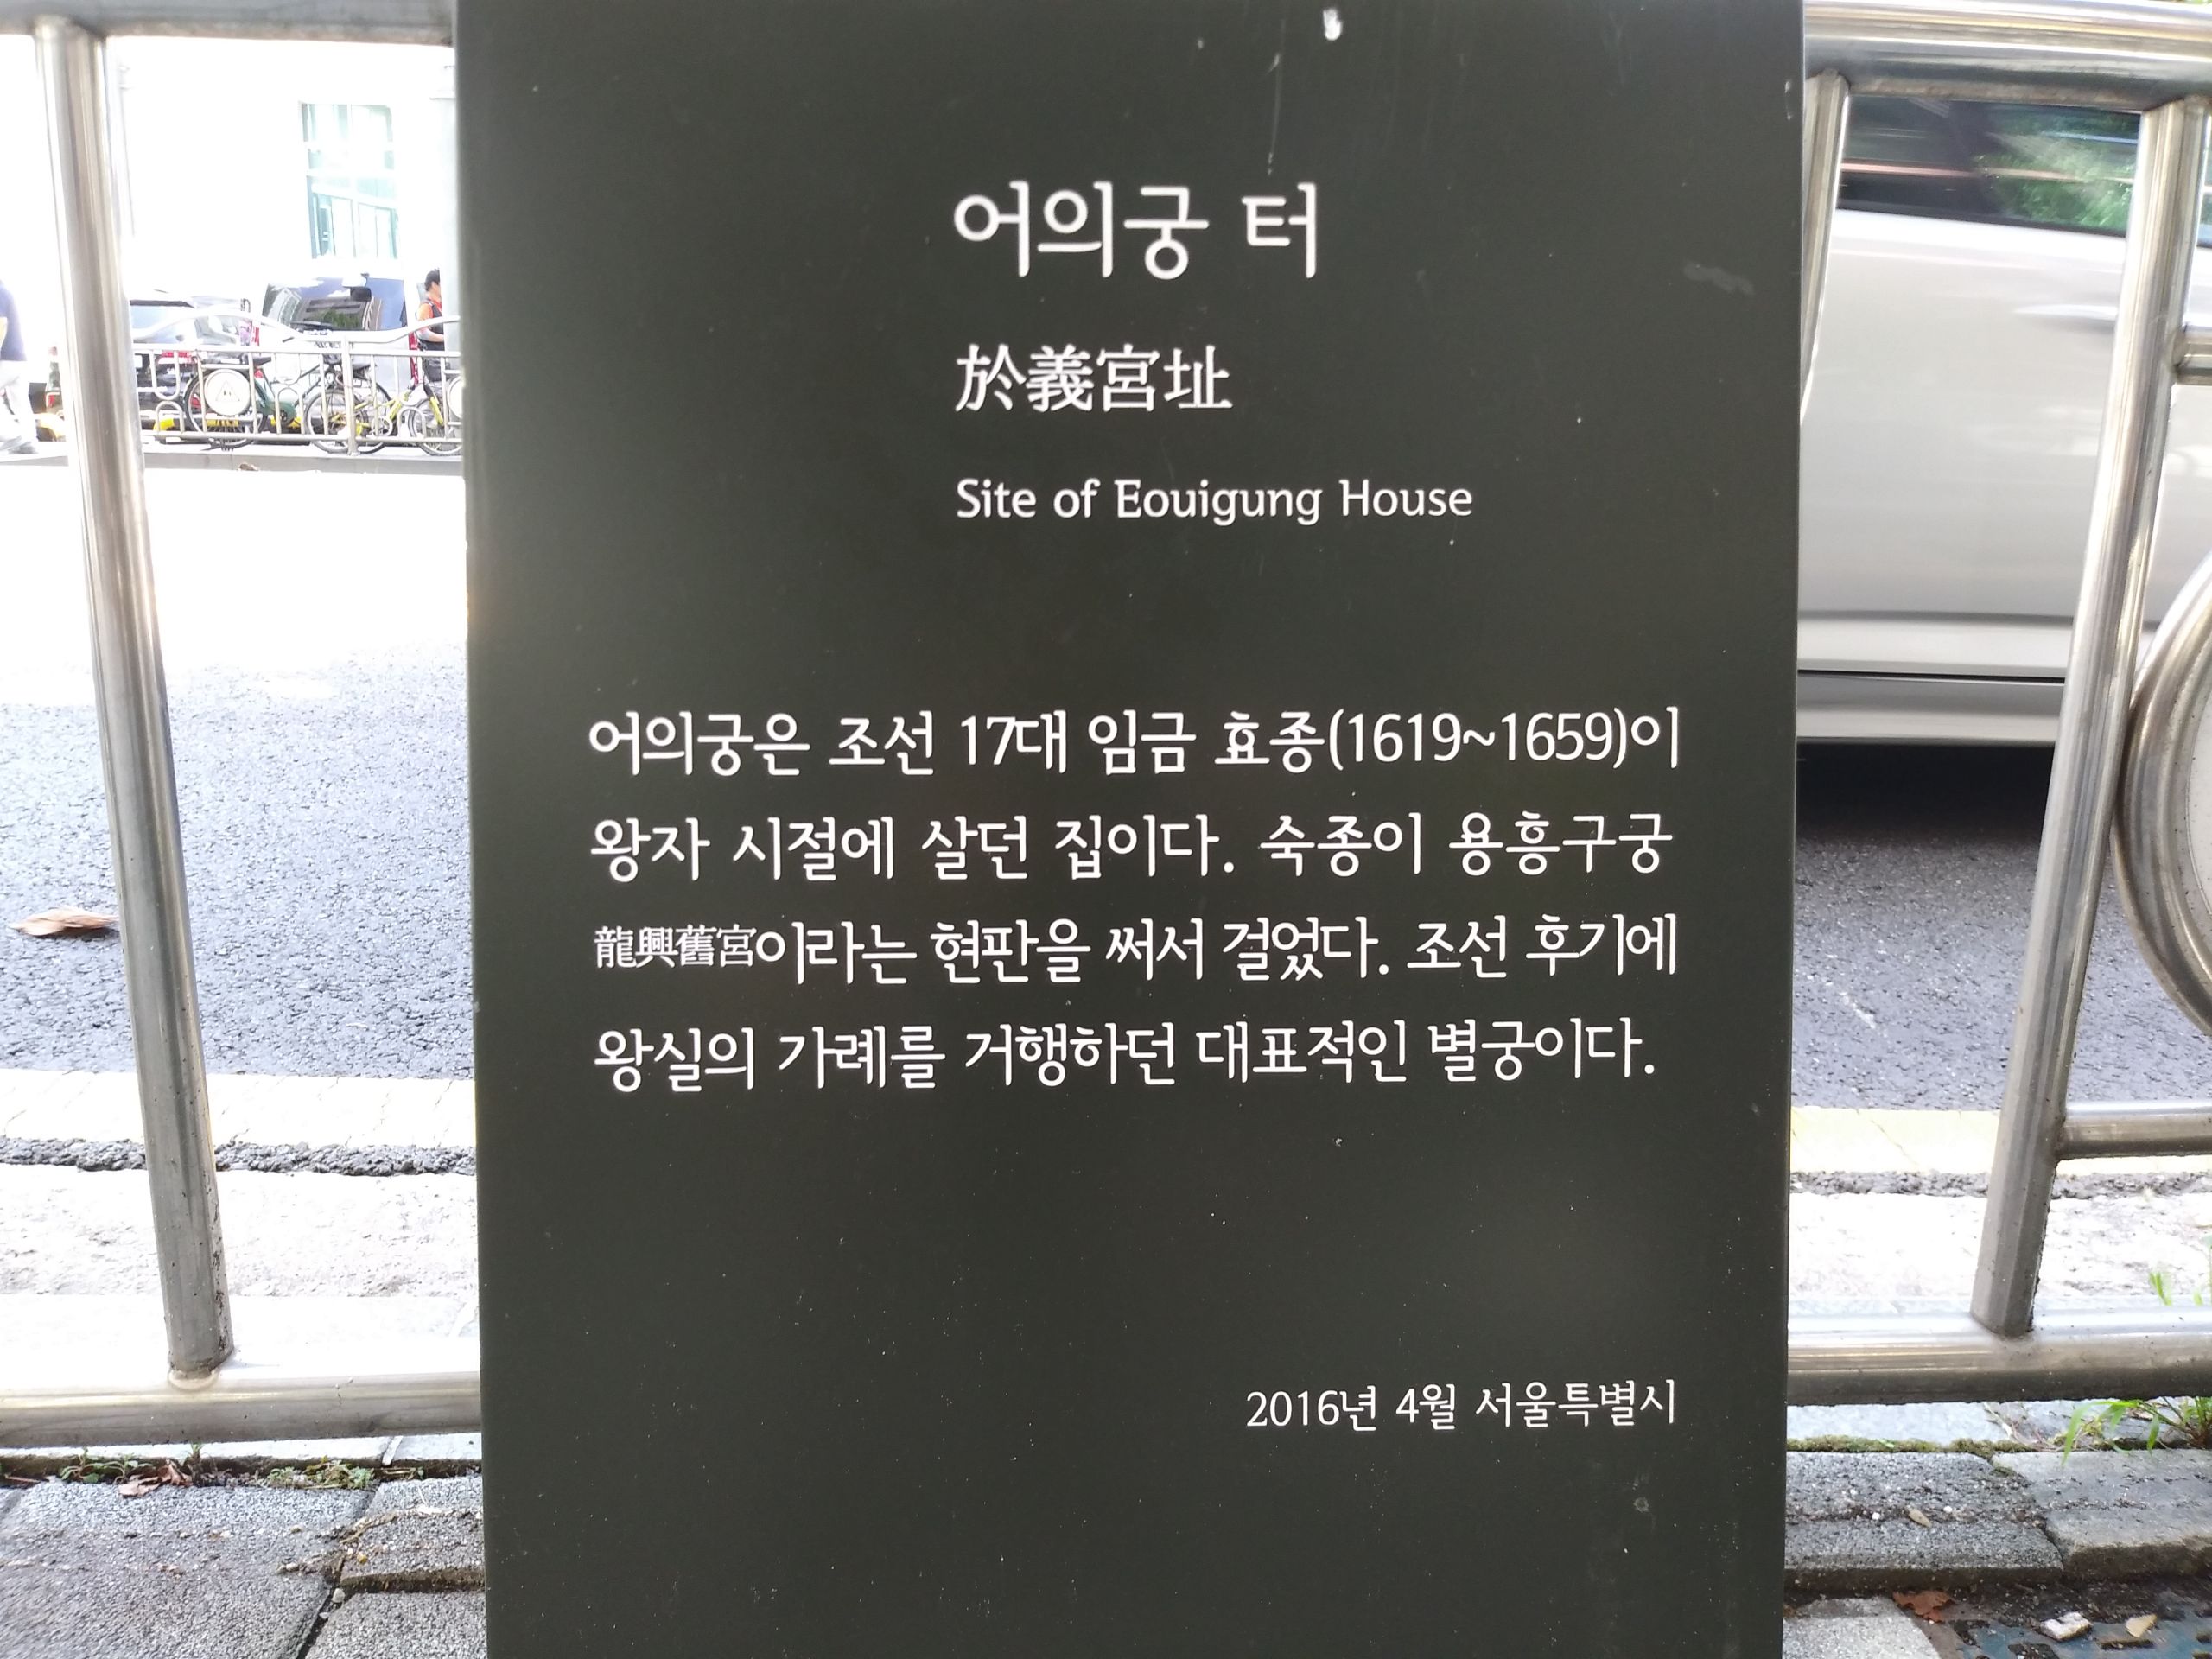 어의궁 터
於義宮址
Site of Eouigung House
어의궁은 조선 17대 임금 효종(1619~1659)이
왕자 시절에 살던 집이다. 숙종이 용흥구궁
龍興舊宮이라는 현판을 써서 걸었다. 조선 후기에
왕실의 가례를 거행하던 대표적인 별궁이다.
2016년 4월 서울특별시